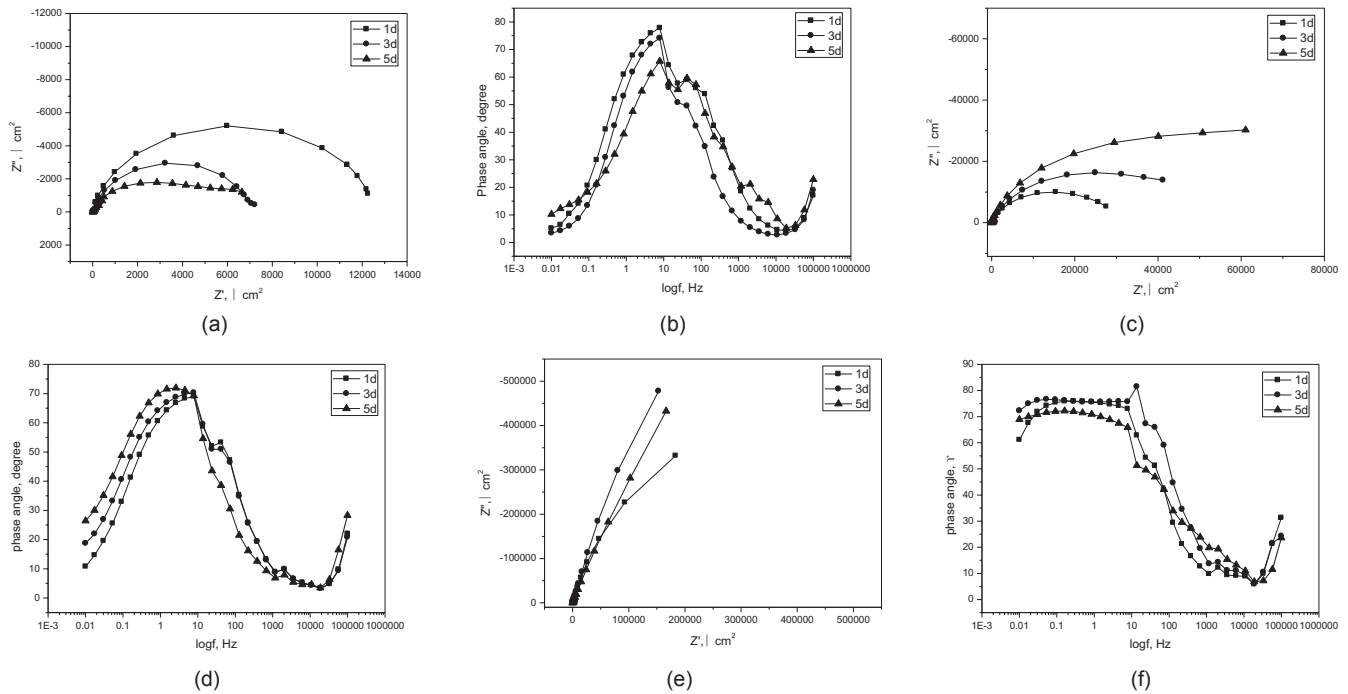 -12000
-10000
-8000
-6000
-4000
-2000
0
2000
Z'', | cm²
0 2000 4000 6000 8000 10000 12000 14000
Z', | cm²
1d
3d
5d
(a)
80
70
60
50
40
30
20
10
0
Phase angle, degree
1E-3 0.01 0.1 1 10 100 1000 10000 100000 1000000
logf, Hz
1d
3d
5d
(b)
-60000
-40000
-20000
0
Z'', | cm²
0 20000 40000 60000 80000
Z', | cm²
1d
3d
5d
(c)
80
70
60
50
40
30
20
10
0
phase angle, degree
1E-3 0.01 0.1 1 10 100 1000 10000 100000 1000000
logf, Hz
1d
3d
5d
(d)
-500000
-400000
-300000
-200000
-100000
0
Z'', | cm²
0 100000 200000 300000 400000 500000
Z', | cm²
1d
3d
5d
(e)
90
80
70
60
50
40
30
20
10
0
phase angle, ϒ
1E-3 0.01 0.1 1 10 100 1000 10000 100000 1000000
logf, Hz
1d
3d
5d
(f)